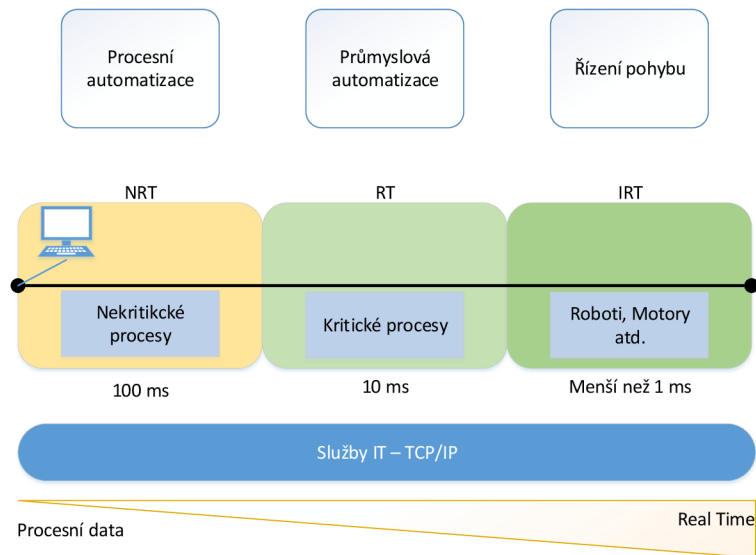 Procesní
automatizace
Průmyslová
automatizace
Řízení pohybu
NRT
RT
IRT
Nekritikcké
procesy
Kritické procesy
Roboti, Motory
atd.
100 ms
10 ms
Menší než 1 ms
Služby IT – TCP/IP
Procesní data
Real Time